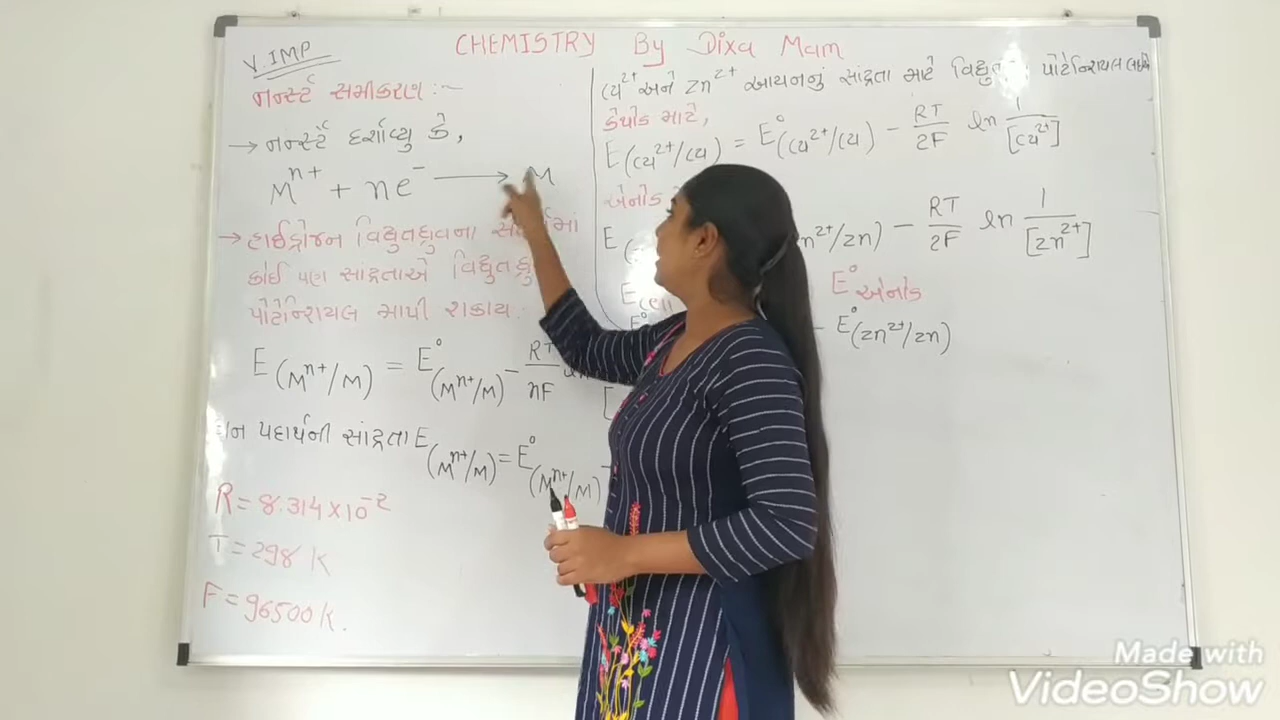 V. IMP
CHEMISTRY By Dixa Mam
નર્ન્સ્ટ સમીકરણ :-
→ નર્ન્સ્ટે દર્શાવ્યુ કે,
Mⁿ⁺ + ne⁻ → M
→ હાઈડ્રોજન વિદ્યુતધ્રુવના
કોઈ પણ સાંદ્રતાએ
પોટેન્શિયલ માપી શકાય.
E(Mⁿ⁺/M) = E°(Mⁿ⁺/M) - RT/nF
ઘન પદાર્થની સાંદ્રતા E(Mⁿ⁺/M) = E°(Mⁿ⁺/M) -
R = 8.314 × 10⁻²
T = 298 K
F = 96500 K.
Cu²⁺ અને Zn²⁺ આયનનું સાંદ્રતા માટે વિદ્યુત પોટેન્શિયલ
કેથોડ માટે,
E(Cu²⁺/Cu) = E°(Cu²⁺/Cu) - RT/2F ln 1/[Cu²⁺]
એનોડ
E( n²⁺/Zn) - RT/2F ln 1/[Zn²⁺]
E° એનોડ
E°
- E°(Zn²⁺/Zn)
Made with
VideoShow